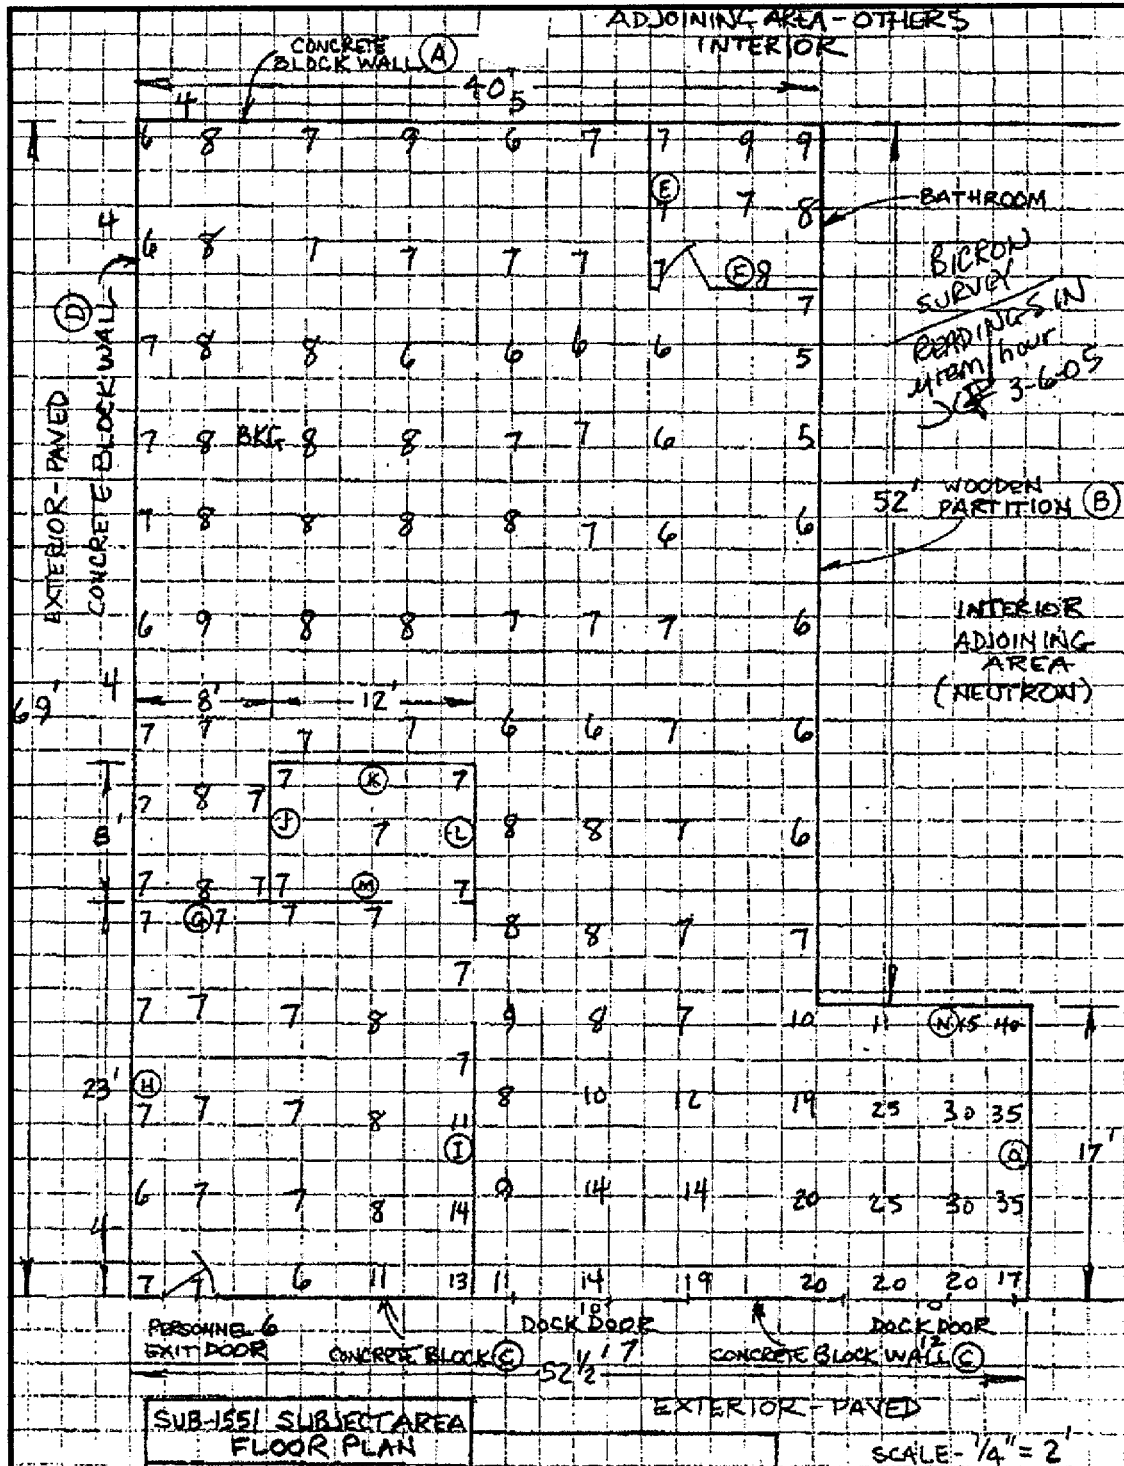 ADJOINING AREA - OTHERS
INTERIOR
CONCRETE
BLOCK WALL (A)
40'
4 5
6 8 7 9 6 7 7 9 9
(E)
7 7 8
BATHROOM
4
6 8 7 7 7 7 7 (F) 8
BICRON
SURVEY
READINGS IN
µrem/hour
3-6-05
7
(D)
EXTERIOR - PAVED
CONCRETE BLOCK WALL
7 8 8 6 6 6 6 5
7 8 BKG 8 8 7 7 6 5
52'
WOODEN
PARTITION (B)
7 8 8 8 8 7 6 6
6 9 8 8 7 7 7 6
INTERIOR
ADJOINING
AREA
(NEUTRON)
4
69'
8' 12'
7 7 7 7 6 6 7 6
7 (K) 7
7 8 7
8'
(J) 7 (L) 8 8 7 6
7 8 7 7 (M) 7
7 (G) 7 7 7 8 8 7 7
7
7 7 7 8 9 8 7 10 11 (N) 15 40
7
23'
(H)
7 7 7 8 11 8 10 12 19 25 30 35
(I) (O)
17'
6 7 7 8 14 9 14 14 20 25 30 35
4
7 7 6 11 13 11 14 19 20 20 20 17
10
PERSONNEL 6
EXIT DOOR
CONCRETE BLOCK (C)
DOCK DOOR
7
CONCRETE BLOCK WALL (C)
DOCK DOOR
12
52 1/2'
EXTERIOR - PAVED
SUB-1551 SUBJECT AREA
FLOOR PLAN
SCALE - 1/4" = 2'